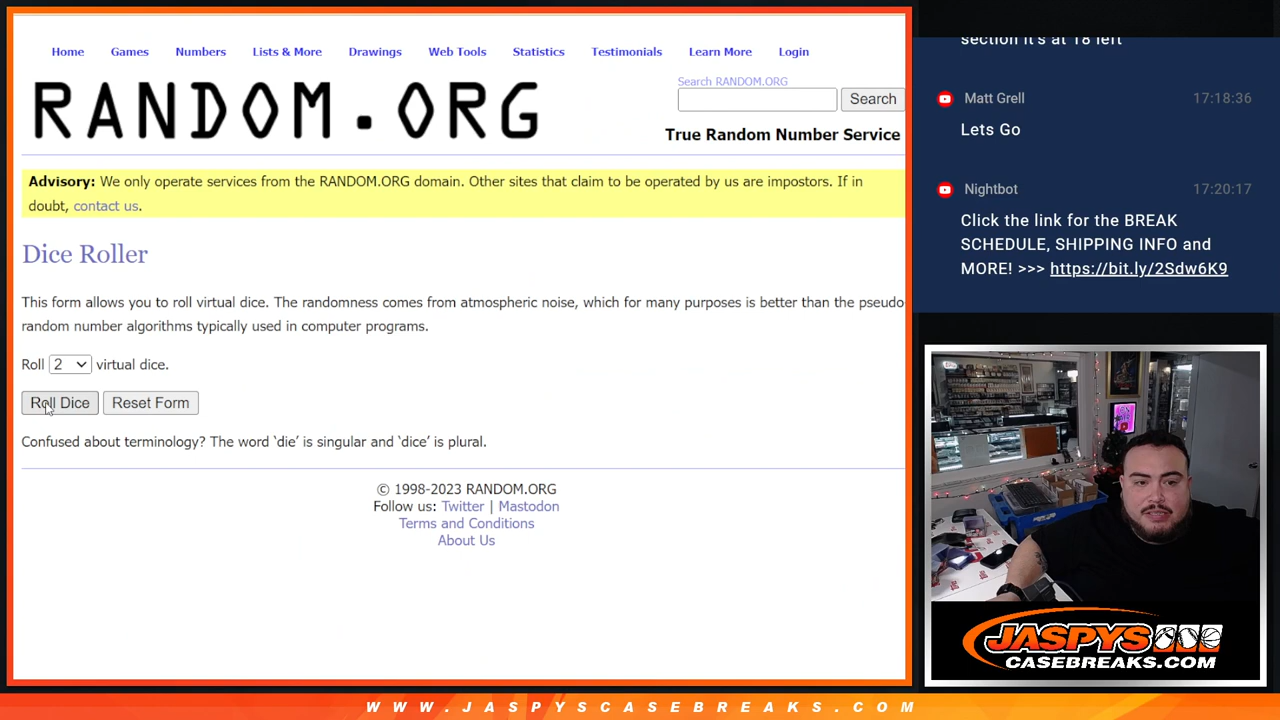 Home Games Numbers Lists & More Drawings Web Tools Statistics Testimonials Learn More Login
RANDOM.ORG
Search RANDOM.ORG
Search
True Random Number Service
Advisory: We only operate services from the RANDOM.ORG domain. Other sites that claim to be operated by us are impostors. If in
doubt, contact us.
Dice Roller
This form allows you to roll virtual dice. The randomness comes from atmospheric noise, which for many purposes is better than the pseudo
random number algorithms typically used in computer programs.
Roll 2 virtual dice.
Roll Dice Reset Form
Confused about terminology? The word ‘die’ is singular and ‘dice’ is plural.
© 1998-2023 RANDOM.ORG
Follow us: Twitter | Mastodon
Terms and Conditions
About Us
section it's at 18 left
Matt Grell 17:18:36
Lets Go
Nightbot 17:20:17
Click the link for the BREAK
SCHEDULE, SHIPPING INFO and
MORE! >>> https://bit.ly/2Sdw6K9
JASPYS
CASEBREAKS.COM
WWW.JASPYSCASEBREAKS.COM